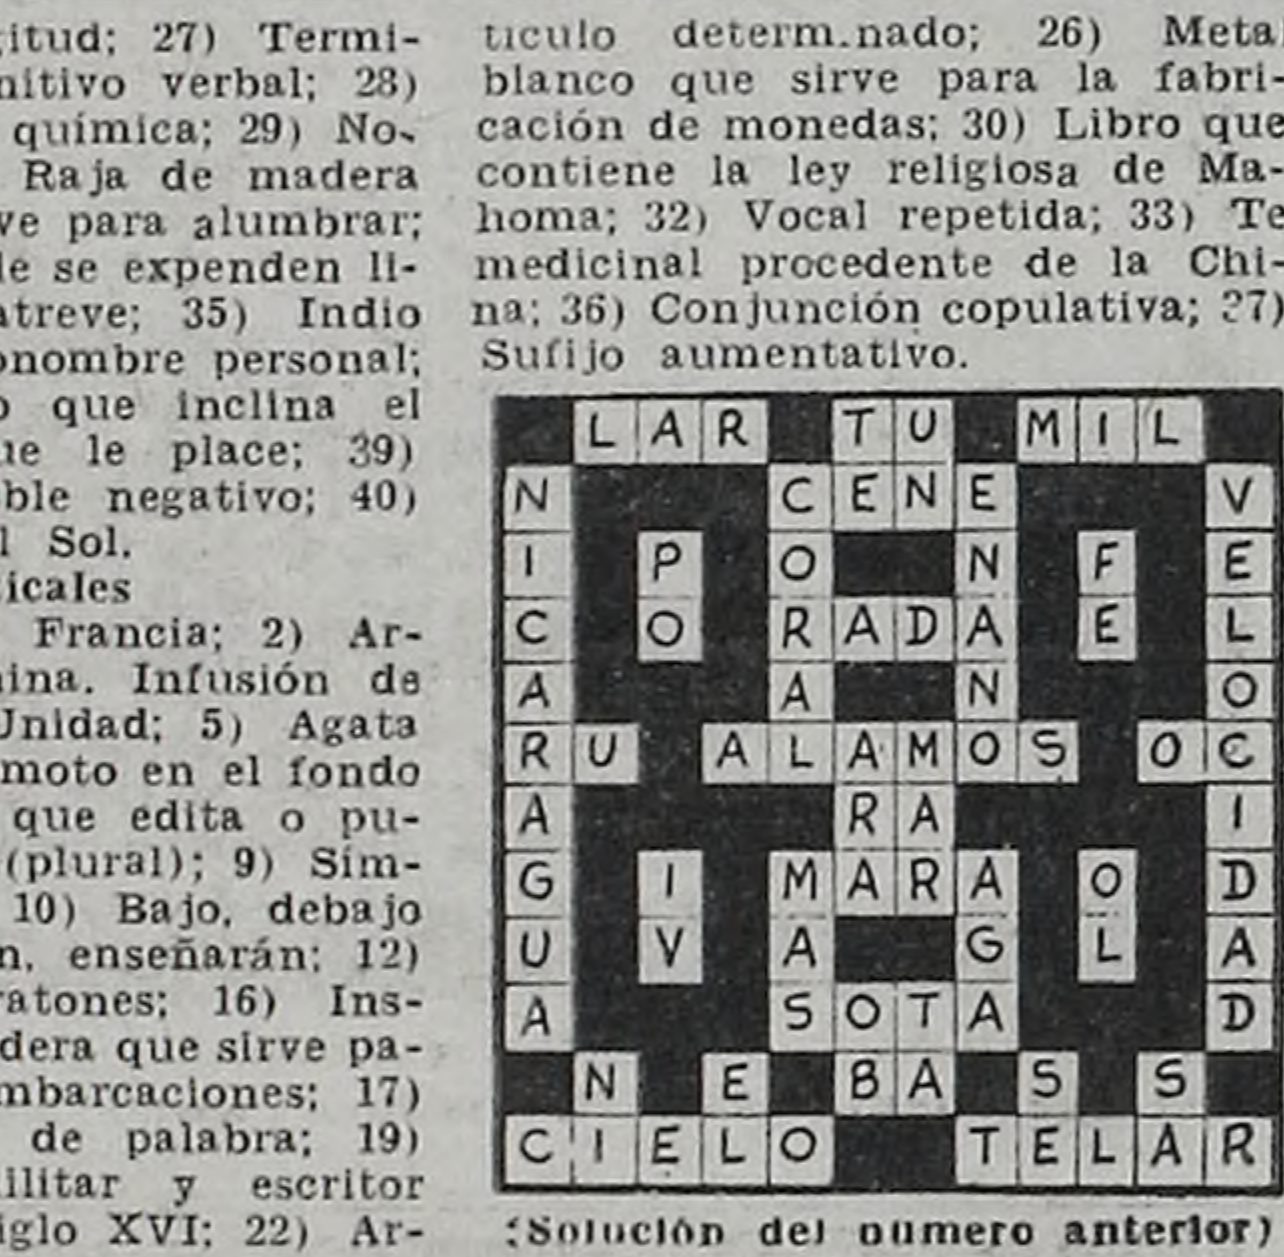 gitud; 27) Termi-
nitivo verbal; 28)
química; 29) No-
Raja de madera
ve para alumbrar;
de se expenden li-
atreve; 35) Indio
onombre personal;
o que inclina el
ue le place; 39)
ble negativo; 40)
l Sol.
icales
Francia; 2) Ar-
nina. Infusión de
Unidad; 5) Agata
moto en el fondo
que edita o pu-
(plural); 9) Sím-
10) Bajo, debajo
n, enseñarán; 12)
ratones; 16) Ins-
dera que sirve pa-
mbarcaciones; 17)
de palabra; 19)
ilitar y escritor
iglo XVI; 22) Ar-
tículo determ.nado; 26) Metal
blanco que sirve para la fabri-
cación de monedas; 30) Libro que
contiene la ley religiosa de Ma-
homa; 32) Vocal repetida; 33) Te
medicinal procedente de la Chi-
na; 36) Conjunción copulativa; 37)
Sufijo aumentativo.
LAR TU MIL
N CENE V
I P O N F E
C O RADA E L
A A N O
RU ALAMOS OC
A RA I
G I MARA O D
U V A G L A
A SOTA D
N E BA S S
CIELO TELAR
(Solución del número anterior)